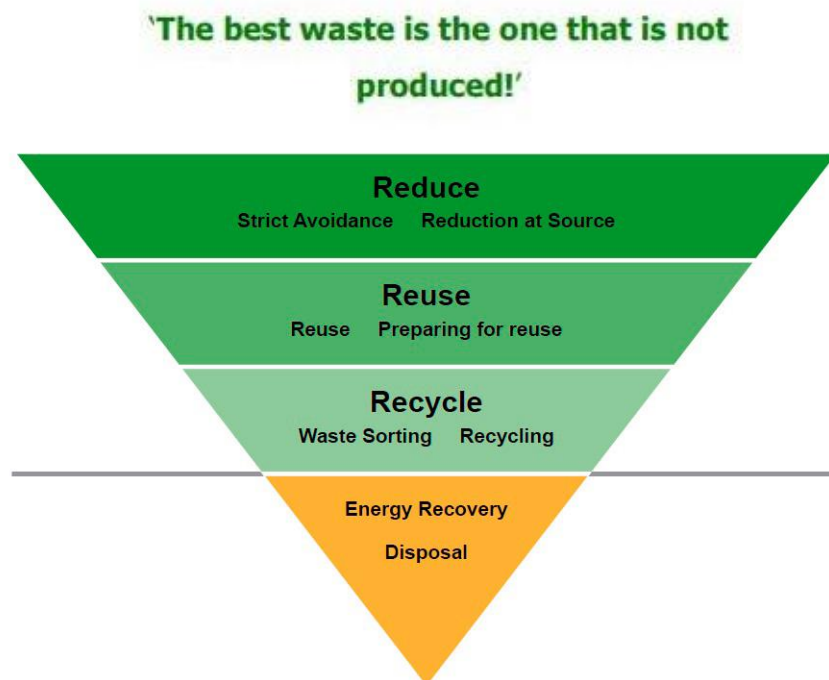 ‘The best waste is the one that is not
produced!’
Reduce
Strict Avoidance Reduction at Source
Reuse
Reuse Preparing for reuse
Recycle
Waste Sorting Recycling
Energy Recovery
Disposal